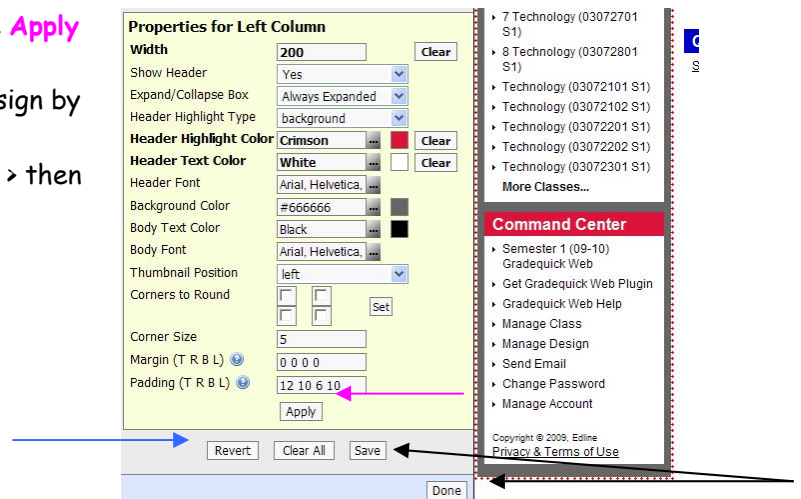 Apply
sign by
> then
Properties for Left Column
Width 200 Clear
Show Header Yes
Expand/Collapse Box Always Expanded
Header Highlight Type background
Header Highlight Color Crimson ... Clear
Header Text Color White ... Clear
Header Font Arial, Helvetica, ...
Background Color #666666 ...
Body Text Color Black ...
Body Font Arial, Helvetica, ...
Thumbnail Position left
Corners to Round Set
Corner Size 5
Margin (T R B L) 0 0 0 0
Padding (T R B L) 12 10 6 10
Apply
Revert Clear All Save
Done
7 Technology (03072701
S1)
8 Technology (03072801
S1)
Technology (03072101 S1)
Technology (03072102 S1)
Technology (03072201 S1)
Technology (03072202 S1)
Technology (03072301 S1)
More Classes...
Command Center
Semester 1 (09-10)
Gradequick Web
Get Gradequick Web Plugin
Gradequick Web Help
Manage Class
Manage Design
Send Email
Change Password
Manage Account
Copyright © 2009, Edline
Privacy & Terms of Use
S